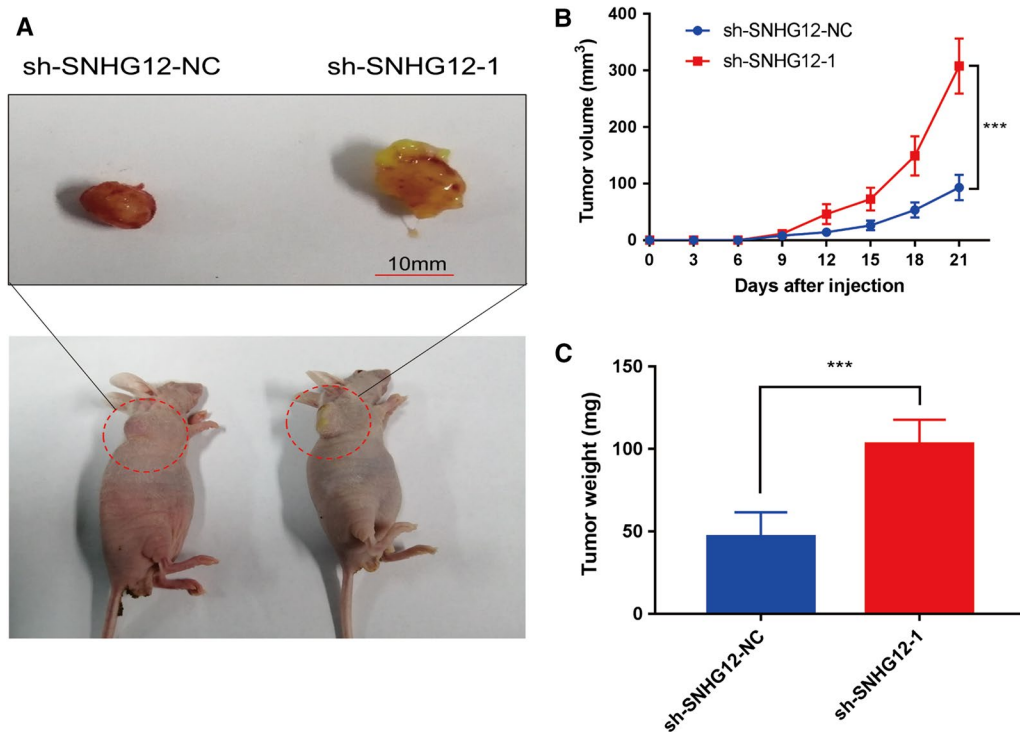 A
sh-SNHG12-NC
sh-SNHG12-1
10mm
B
Tumor volume (mm³)
400
300
200
100
0
sh-SNHG12-NC
sh-SNHG12-1
***
0 3 6 9 12 15 18 21
Days after injection
C
Tumor weight (mg)
150
100
50
0
***
sh-SNHG12-NC
sh-SNHG12-1